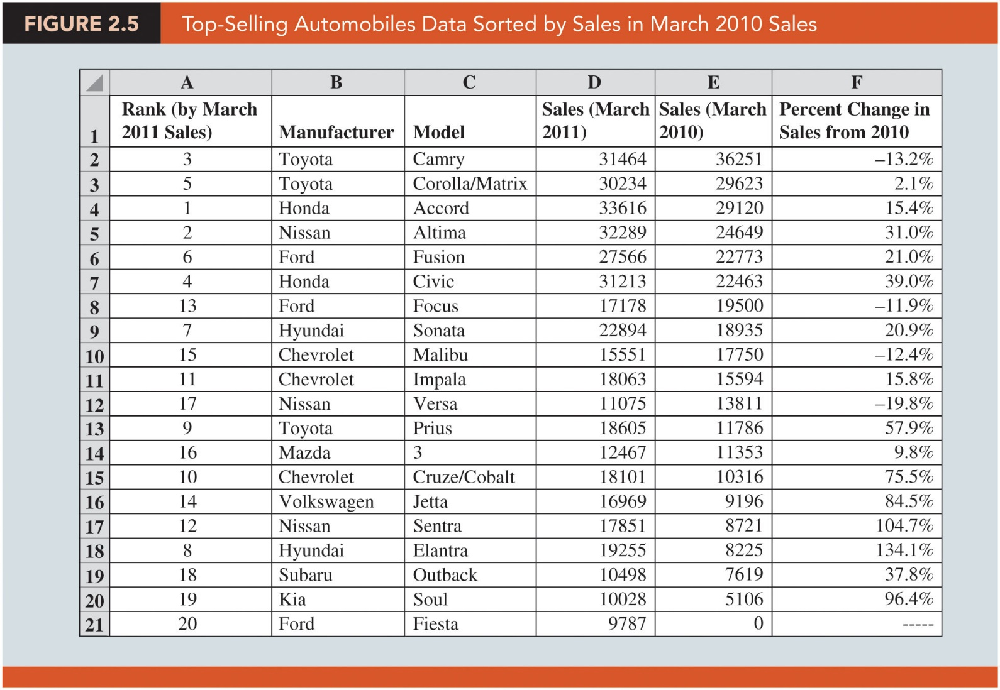 FIGURE 2.5 Top-Selling Automobiles Data Sorted by Sales in March 2010 Sales
A B C D E F
Rank (by March Sales (March Sales (March Percent Change in
1 2011 Sales) Manufacturer Model 2011) 2010) Sales from 2010
2 3 Toyota Camry 31464 36251 –13.2%
3 5 Toyota Corolla/Matrix 30234 29623 2.1%
4 1 Honda Accord 33616 29120 15.4%
5 2 Nissan Altima 32289 24649 31.0%
6 6 Ford Fusion 27566 22773 21.0%
7 4 Honda Civic 31213 22463 39.0%
8 13 Ford Focus 17178 19500 –11.9%
9 7 Hyundai Sonata 22894 18935 20.9%
10 15 Chevrolet Malibu 15551 17750 –12.4%
11 11 Chevrolet Impala 18063 15594 15.8%
12 17 Nissan Versa 11075 13811 –19.8%
13 9 Toyota Prius 18605 11786 57.9%
14 16 Mazda 3 12467 11353 9.8%
15 10 Chevrolet Cruze/Cobalt 18101 10316 75.5%
16 14 Volkswagen Jetta 16969 9196 84.5%
17 12 Nissan Sentra 17851 8721 104.7%
18 8 Hyundai Elantra 19255 8225 134.1%
19 18 Subaru Outback 10498 7619 37.8%
20 19 Kia Soul 10028 5106 96.4%
21 20 Ford Fiesta 9787 0 -----